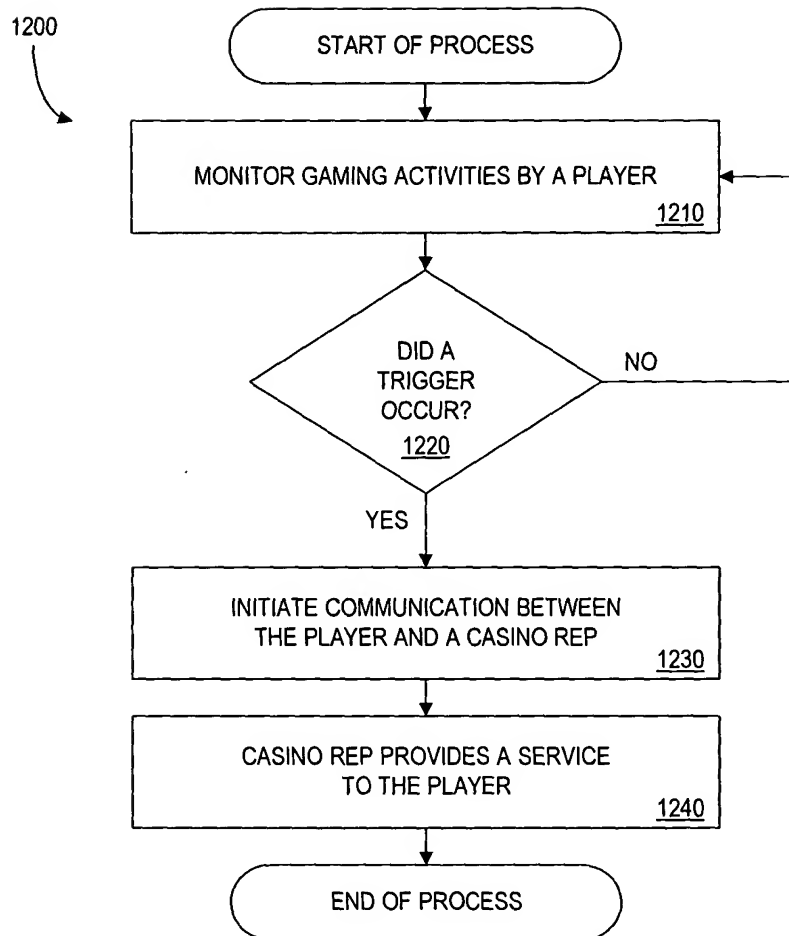 1200
START OF PROCESS
MONITOR GAMING ACTIVITIES BY A PLAYER
1210
DID A
TRIGGER
OCCUR?
1220
NO
YES
INITIATE COMMUNICATION BETWEEN
THE PLAYER AND A CASINO REP
1230
CASINO REP PROVIDES A SERVICE
TO THE PLAYER
1240
END OF PROCESS